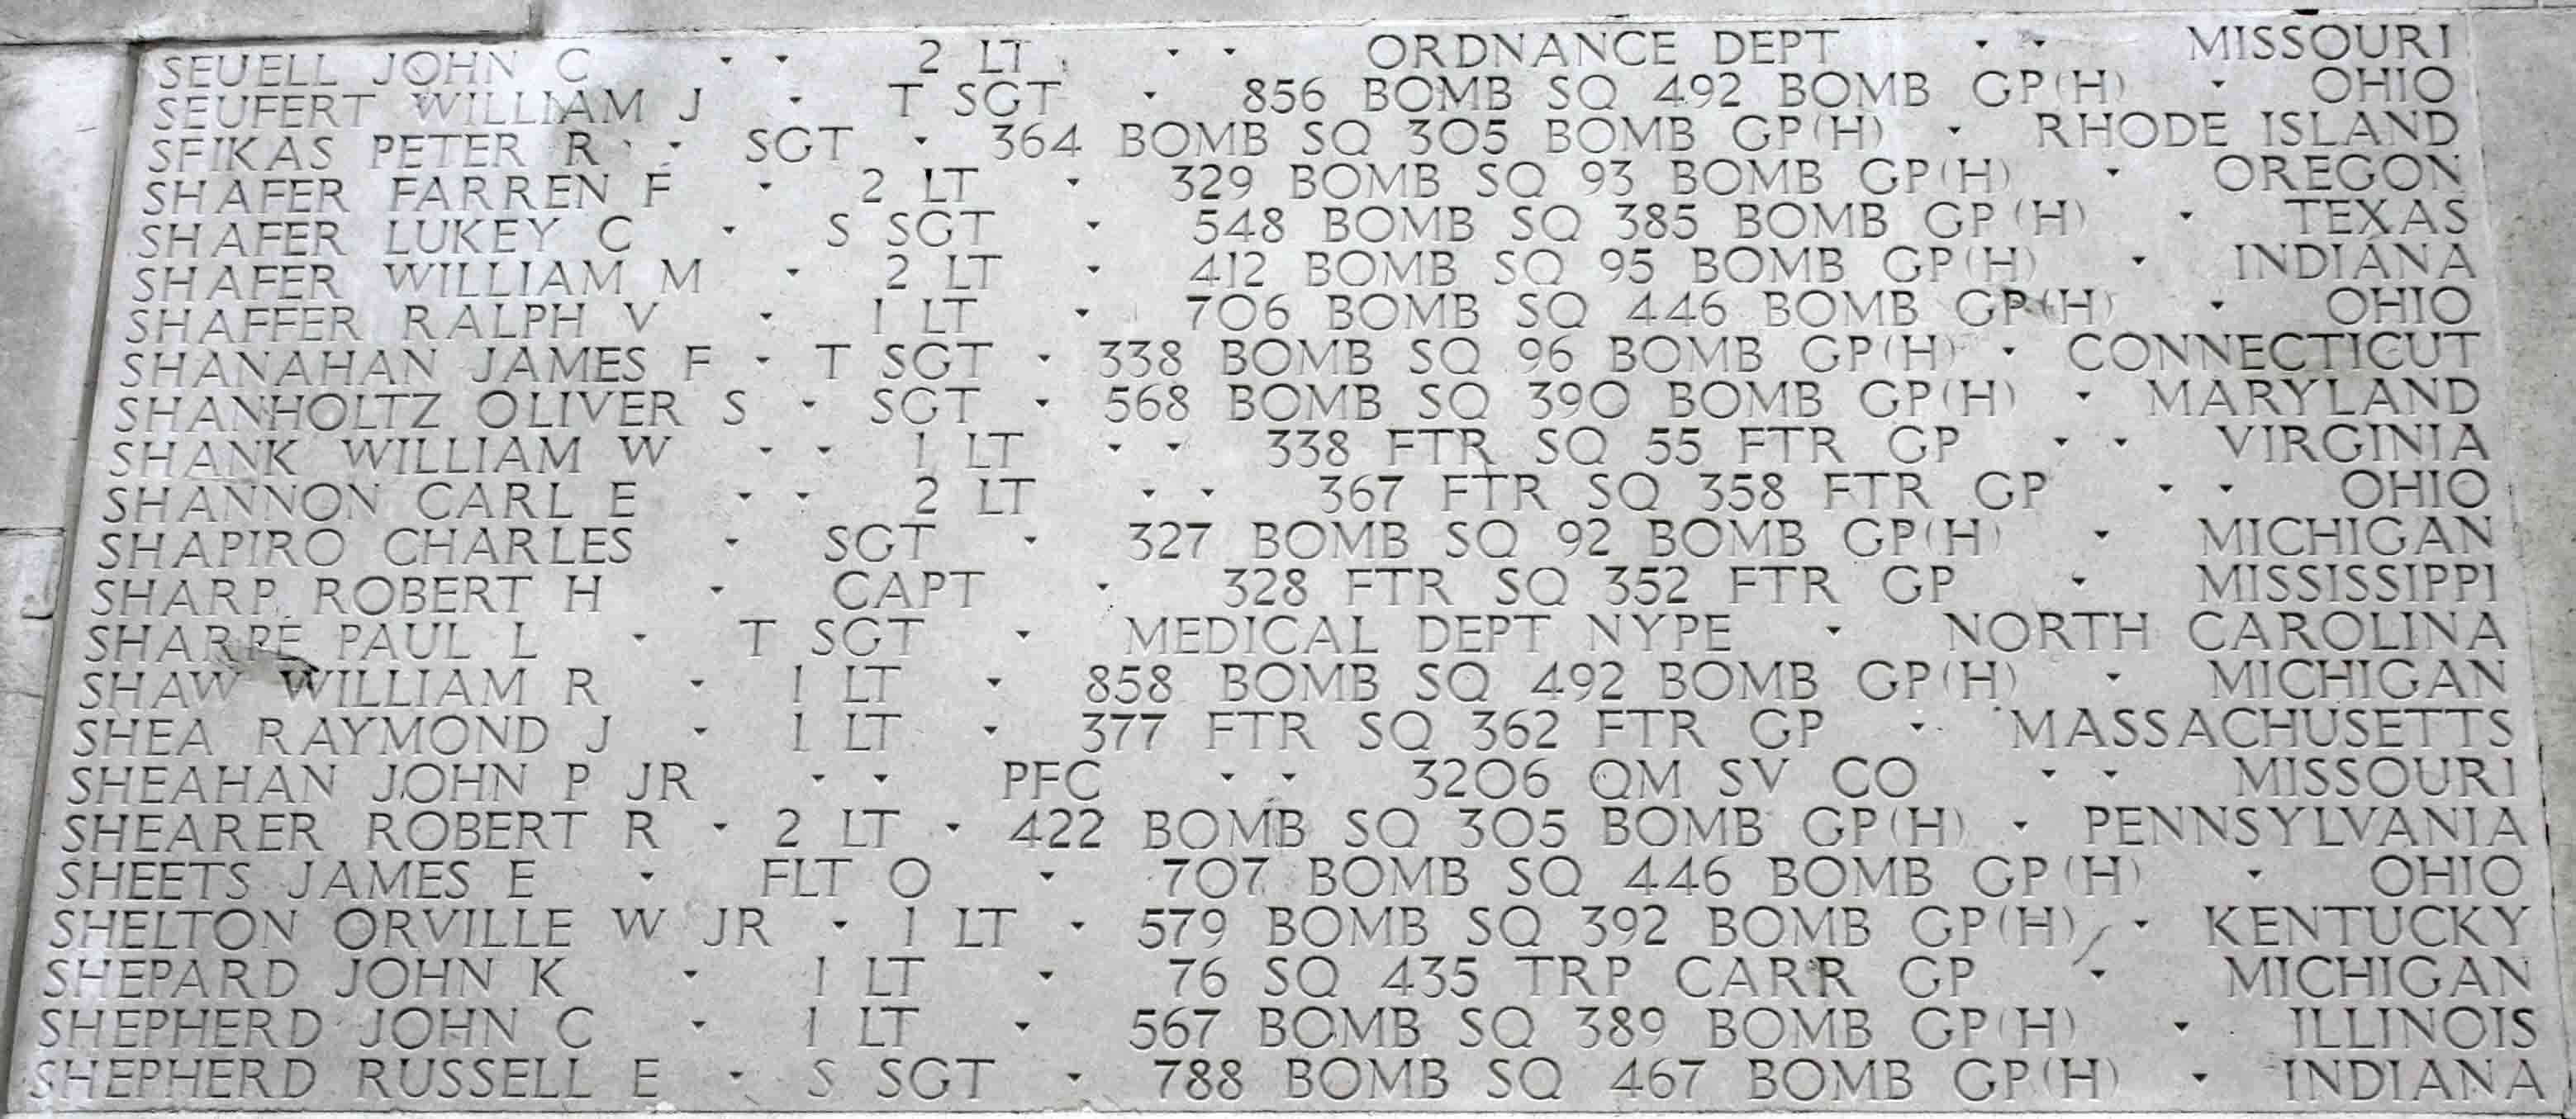 SEUELL JOHN C · · 2 LT · · ORDNANCE DEPT · · MISSOURI
SEUFERT WILLIAM J · T SGT · 856 BOMB SQ 492 BOMB GP(H) · OHIO
SFIKAS PETER R · SGT · 364 BOMB SQ 305 BOMB GP(H) · RHODE ISLAND
SHAFER FARREN F · 2 LT · 329 BOMB SQ 93 BOMB GP(H) · OREGON
SHAFER LUKEY C · S SGT · 548 BOMB SQ 385 BOMB GP(H) · TEXAS
SHAFER WILLIAM M · 2 LT · 412 BOMB SQ 95 BOMB GP(H) · INDIANA
SHAFFER RALPH V · 1 LT · 706 BOMB SQ 446 BOMB GP(H) · OHIO
SHANAHAN JAMES F · T SGT · 338 BOMB SQ 96 BOMB GP(H) · CONNECTICUT
SHANHOLTZ OLIVER S · SGT · 568 BOMB SQ 390 BOMB GP(H) · MARYLAND
SHANK WILLIAM W · · 1 LT · · 338 FTR SQ 55 FTR GP · · VIRGINIA
SHANNON CARL E · · 2 LT · · 367 FTR SQ 358 FTR GP · · OHIO
SHAPIRO CHARLES · SGT · 327 BOMB SQ 92 BOMB GP(H) · MICHIGAN
SHARP ROBERT H · CAPT · 328 FTR SQ 352 FTR GP · MISSISSIPPI
SHARPE PAUL L · T SGT · MEDICAL DEPT NYPE · NORTH CAROLINA
SHAW WILLIAM R · 1 LT · 858 BOMB SQ 492 BOMB GP(H) · MICHIGAN
SHEA RAYMOND J · 1 LT · 377 FTR SQ 362 FTR GP · MASSACHUSETTS
SHEAHAN JOHN P JR · · PFC · · 3206 QM SV CO · · MISSOURI
SHEARER ROBERT R · 2 LT · 422 BOMB SQ 305 BOMB GP(H) · PENNSYLVANIA
SHEETS JAMES E · FLT O · 707 BOMB SQ 446 BOMB GP(H) · OHIO
SHELTON ORVILLE W JR · 1 LT · 579 BOMB SQ 392 BOMB GP(H) · KENTUCKY
SHEPARD JOHN K · 1 LT · 76 SQ 435 TRP CARR GP · MICHIGAN
SHEPHERD JOHN C · 1 LT · 567 BOMB SQ 389 BOMB GP(H) · ILLINOIS
SHEPHERD RUSSELL E · S SGT · 788 BOMB SQ 467 BOMB GP(H) · INDIANA